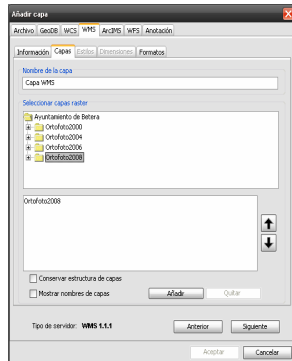 Añadir capa
Archivo GeoDB WCS WMS ArcIMS WFS Anotación
Información Capas Estilos Dimensiones Formatos
Nombre de la capa
Capa WMS
Seleccionar capas raster
Ayuntamiento de Betera
Ortofoto2000
Ortofoto2004
Ortofoto2006
Ortofoto2008
Ortofoto2008
Conservar estructura de capas
Mostrar nombres de capas
Añadir Quitar
Tipo de servidor: WMS 1.1.1
Anterior Siguiente
Aceptar Cancelar